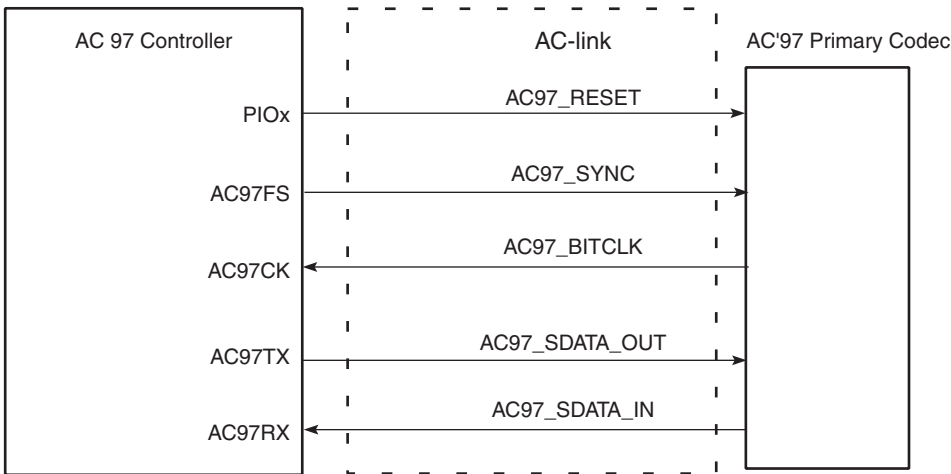 AC 97 Controller
AC-link
AC'97 Primary Codec
PIOx
AC97_RESET
AC97FS
AC97_SYNC
AC97CK
AC97_BITCLK
AC97TX
AC97_SDATA_OUT
AC97RX
AC97_SDATA_IN